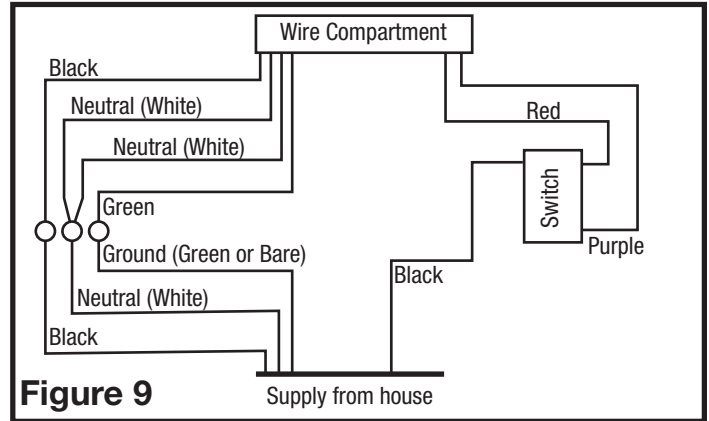 Wire Compartment
Black
Neutral (White)
Red
Neutral (White)
Switch
Green
Ground (Green or Bare)
Purple
Black
Neutral (White)
Black
Figure 9
Supply from house